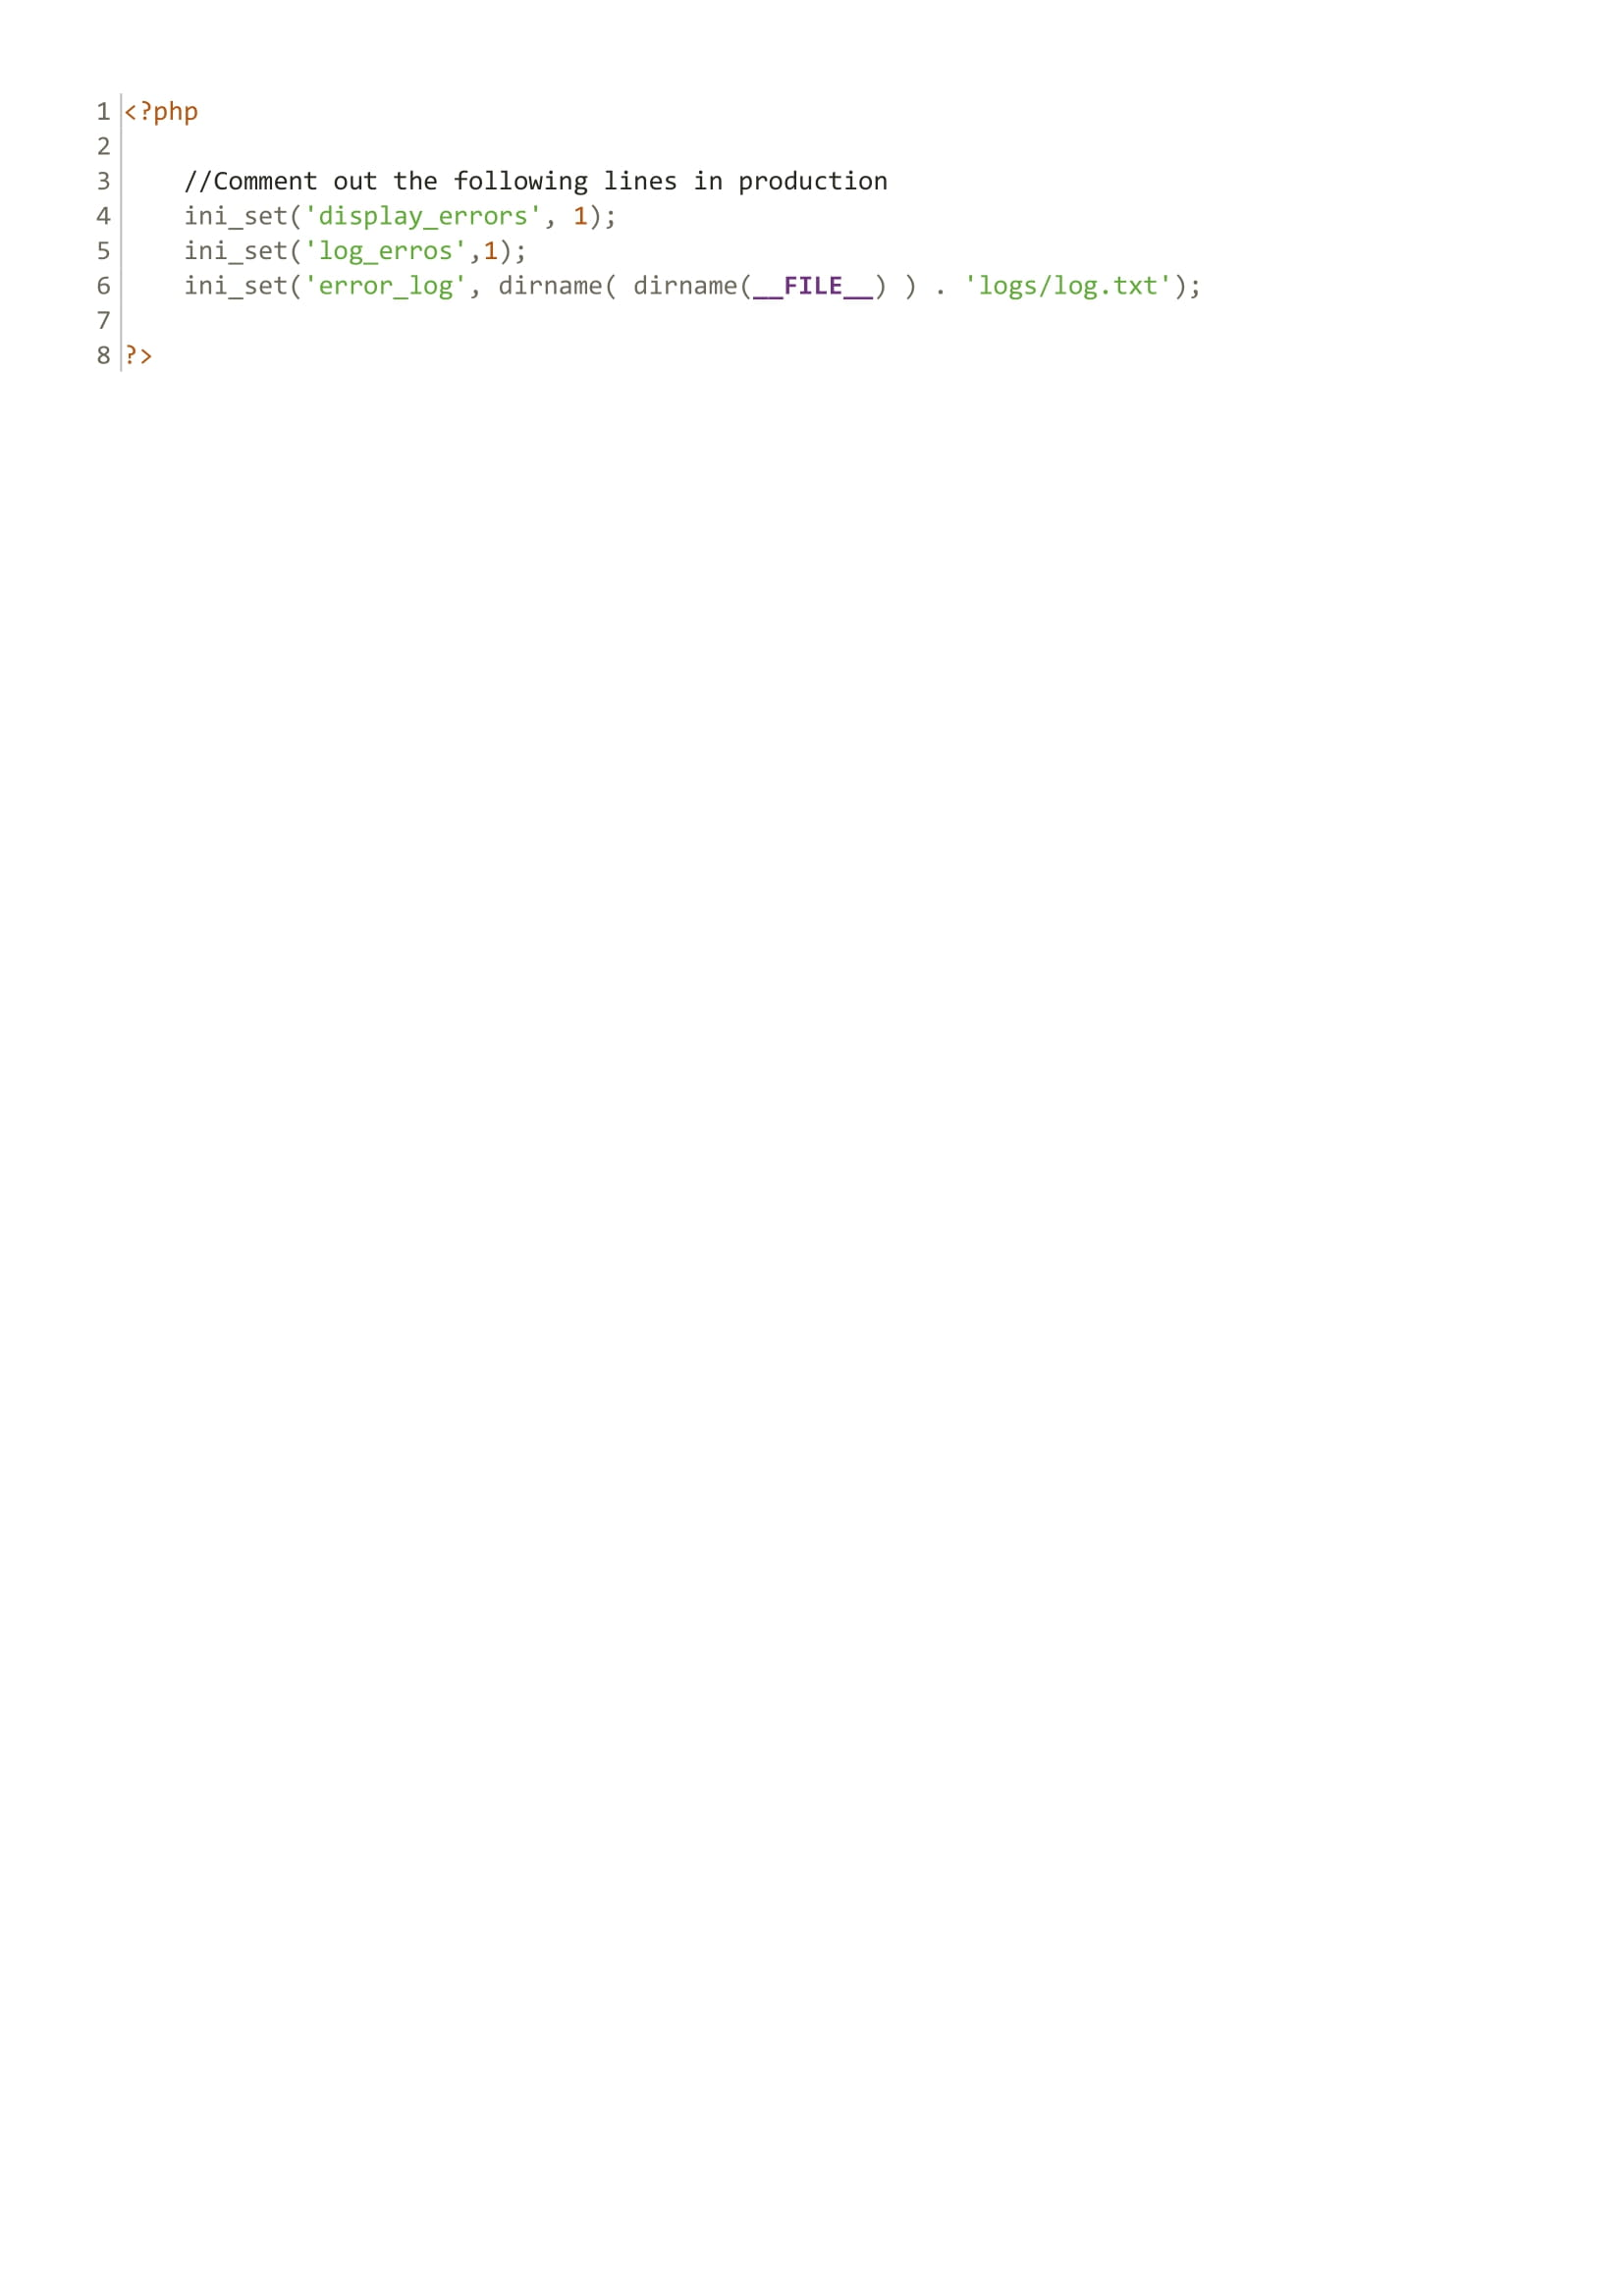 1 <?php
2
3     //Comment out the following lines in production
4     ini_set('display_errors', 1);
5     ini_set('log_erros',1);
6     ini_set('error_log', dirname( dirname(__FILE__) ) . 'logs/log.txt');
7
8 ?>